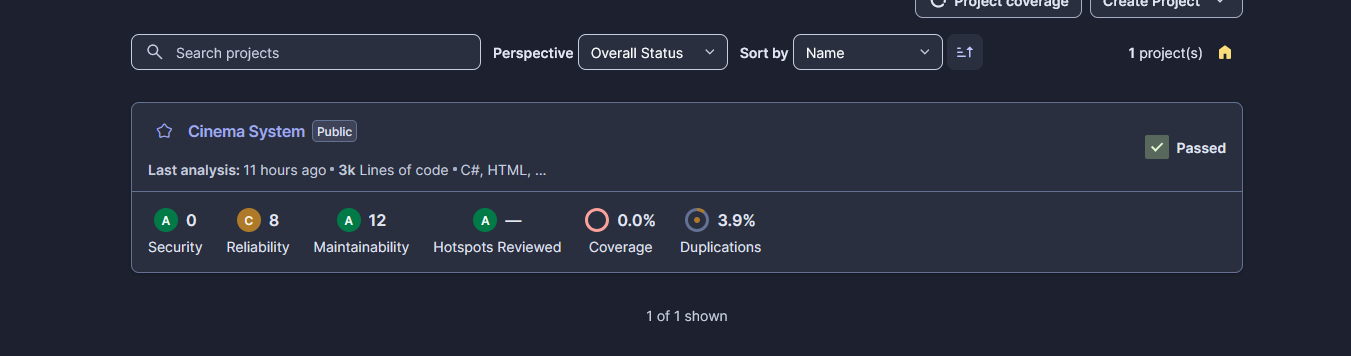 Project coverage Create Project
Search projects Perspective Overall Status Sort by Name 1 project(s)
Cinema System Public
Passed
Last analysis: 11 hours ago • 3k Lines of code • C#, HTML, ...
A 0 C 8 A 12 A — 0.0% 3.9%
Security Reliability Maintainability Hotspots Reviewed Coverage Duplications
1 of 1 shown